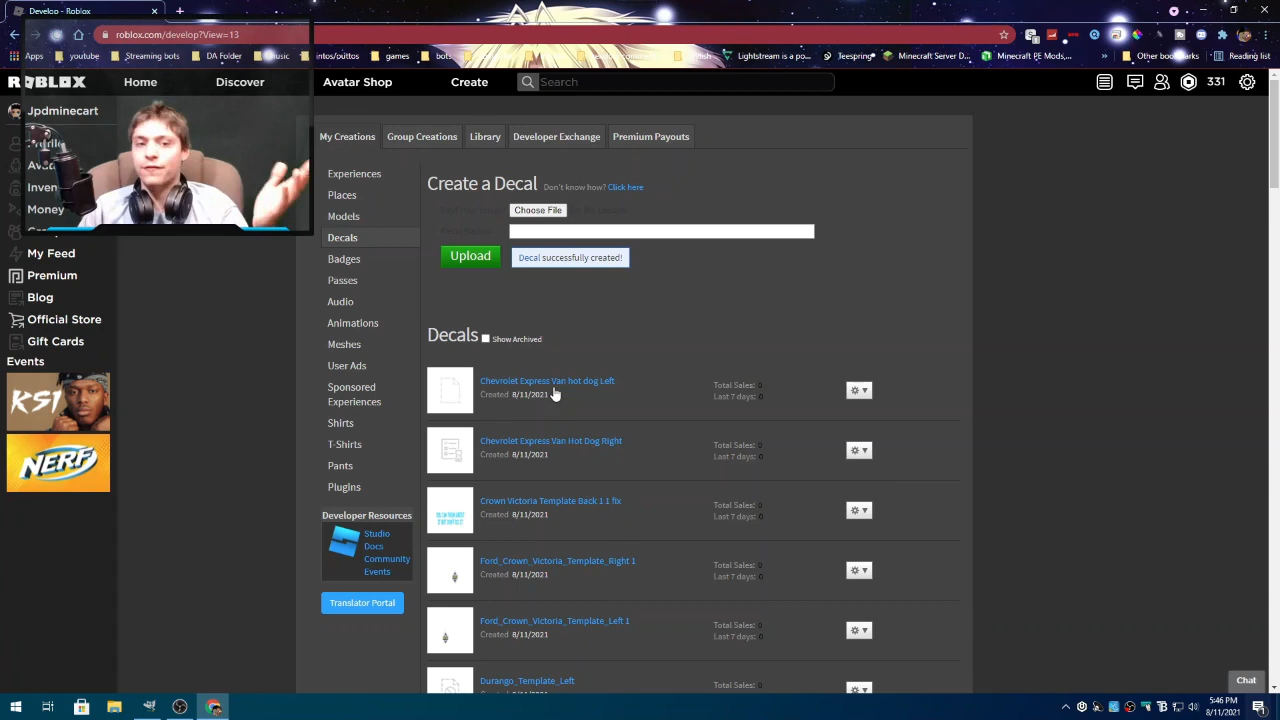 Develop - Roblox
roblox.com/develop?View=13
Apps
Streaming bots
DA Folder
music
intos/outtos
games
bots
Lightstream is a po...
Teespring
Minecraft Server D...
Minecraft PE Mods,...
Other bookmarks
Reading list
ROBLOX
Home
Discover
Avatar Shop
Create
Search
331
Jpdminecart
My Feed
Premium
Blog
Official Store
Gift Cards
Events
KS1
NERF
My Creations
Group Creations
Library
Developer Exchange
Premium Payouts
Experiences
Places
Models
Decals
Badges
Passes
Audio
Animations
Meshes
User Ads
Sponsored
Experiences
Shirts
T-Shirts
Pants
Plugins
Developer Resources
Studio
Docs
Community
Events
Translator Portal
Create a Decal
Don't know how? Click here
Choose File
Upload
Decal successfully created!
Decals
Show Archived
Chevrolet Express Van hot dog Left
Created 8/11/2021
Total Sales: 0
Last 7 days: 0
Chevrolet Express Van Hot Dog Right
Created 8/11/2021
Total Sales: 0
Last 7 days: 0
Crown Victoria Template Back 1 1 fix
Created 8/11/2021
Total Sales: 0
Last 7 days: 0
Ford_Crown_Victoria_Template_Right 1
Created 8/11/2021
Total Sales: 0
Last 7 days: 0
Ford_Crown_Victoria_Template_Left 1
Created 8/11/2021
Total Sales: 0
Last 7 days: 0
Durango_Template_Left
Total Sales: 0
Chat
5:46 PM
8/11/2021